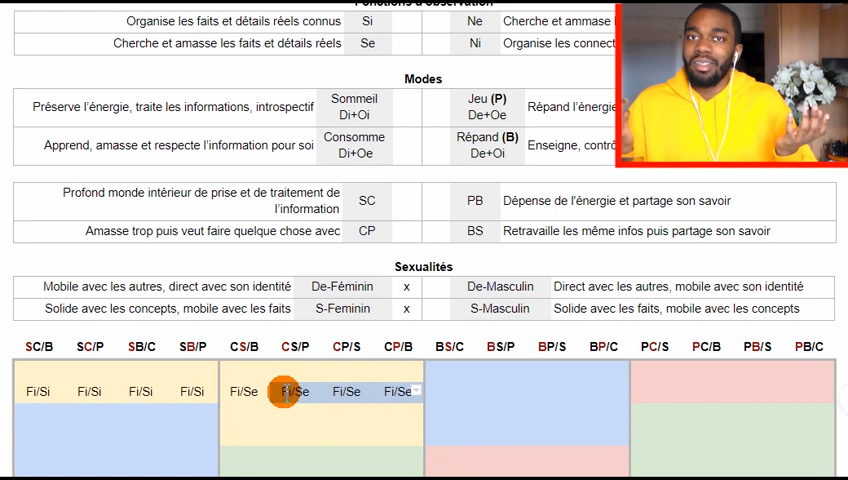 Fonctions d'observation
Organise les faits et détails réels connus Si Ne Cherche et ammase
Cherche et amasse les faits et détails réels Se Ni Organise les connect
Modes
Préserve l'énergie, traite les informations, introspectif Sommeil Di+Oi Jeu (P) De+Oe Répand l'énergie
Apprend, amasse et respecte l'information pour soi Consomme Di+Oe Répand (B) De+Oi Enseigne, contrô
Profond monde intérieur de prise et de traitement de l'information SC PB Dépense de l'énergie et partage son savoir
Amasse trop puis veut faire quelque chose avec CP BS Retravaille les même infos puis partage son savoir
Sexualités
Mobile avec les autres, direct avec son identité De-Féminin x De-Masculin Direct avec les autres, mobile avec son identité
Solide avec les concepts, mobile avec les faits S-Feminin x S-Masculin Solide avec les faits, mobile avec les concepts
SC/B SC/P SB/C SB/P CS/B CS/P CP/S CP/B BS/C BS/P BP/S BP/C PC/S PC/B PB/S PB/C
Fi/Si Fi/Si Fi/Si Fi/Si Fi/Se Fi/Se Fi/Se Fi/Se